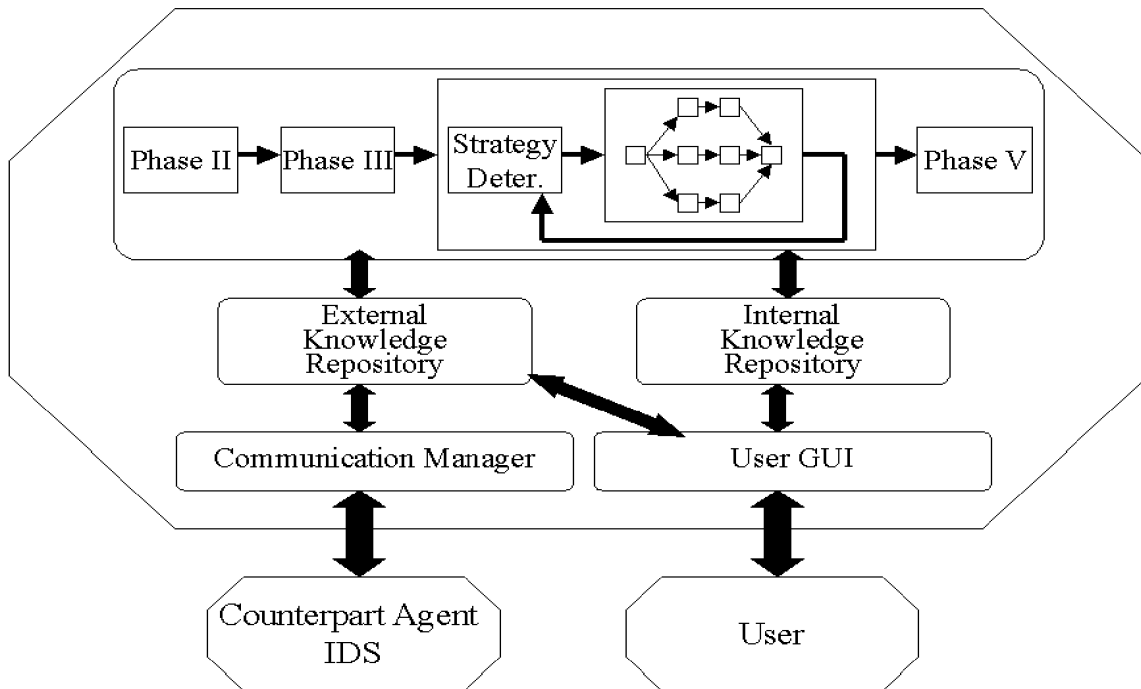 Phase II
Phase III
Strategy
Deter.
Phase V
External
Knowledge
Repository
Internal
Knowledge
Repository
Communication Manager
User GUI
Counterpart Agent
IDS
User